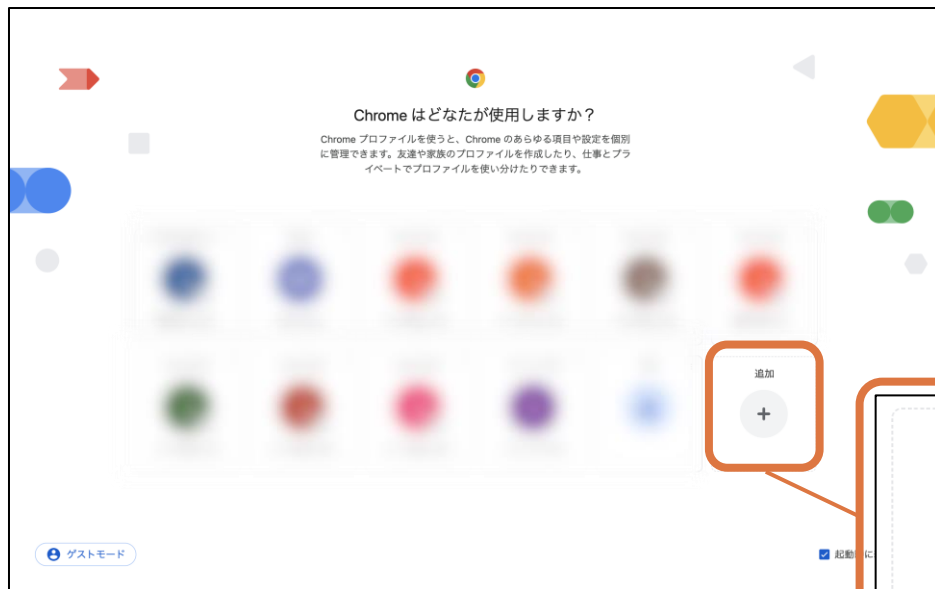 Chrome はどなたが使用しますか？
Chrome プロファイルを使うと、Chrome のあらゆる項目や設定を個別
に管理できます。友達や家族のプロファイルを作成したり、仕事とプラ
イベートでプロファイルを使い分けたりできます。
追加
ゲストモード
起動
に